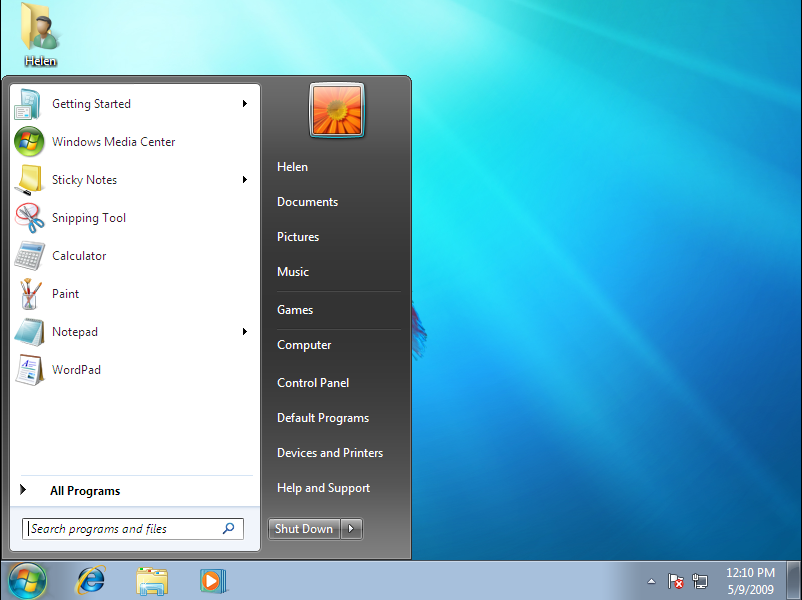 Helen
Getting Started
Windows Media Center
Sticky Notes
Snipping Tool
Calculator
Paint
Notepad
WordPad
All Programs
Search programs and files
Helen
Documents
Pictures
Music
Games
Computer
Control Panel
Default Programs
Devices and Printers
Help and Support
Shut Down
12:10 PM
5/9/2009